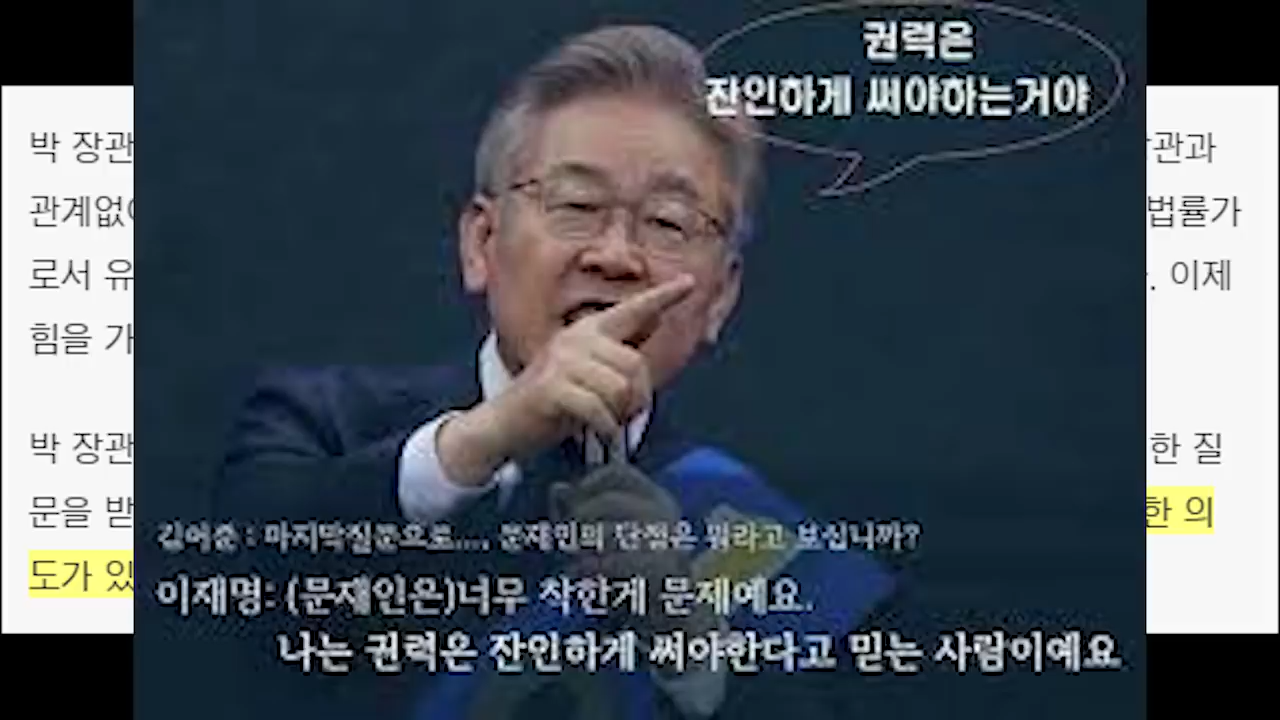 권력은
잔인하게 써야하는거야
박 장관
관계없이
로서 유
힘을 가
박 장관
문을 받
도가 있
장관과
법률가
. 이제
한 질
한 의
김어준 : 마지막질문으로.... 문재인의 단점은 뭐라고 보십니까?
이재명: (문재인은)너무 착한게 문제예요.
나는 권력은 잔인하게 써야한다고 믿는 사람이예요